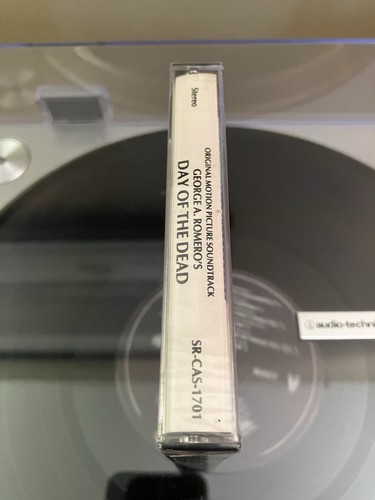 Stereo
ORIGINAL MOTION PICTURE SOUNDTRACK
GEORGE A. ROMERO'S
DAY OF THE DEAD
SR-CAS-1701
audio-techni